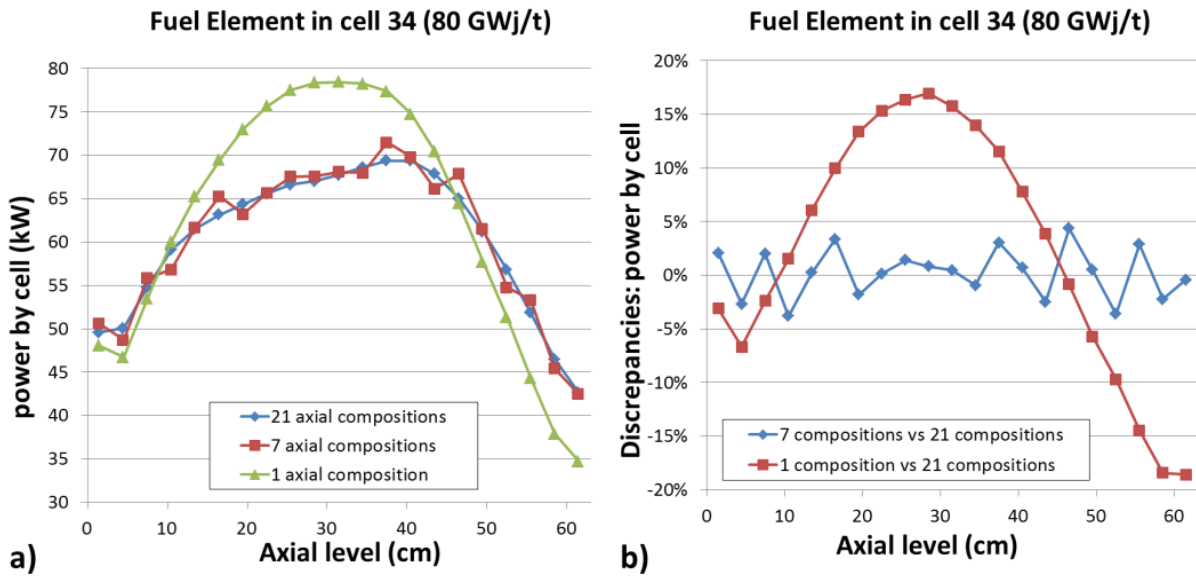 Fuel Element in cell 34 (80 GWj/t)
80
75
70
65
60
55
50
45
40
35
30
power by cell (kW)
21 axial compositions
7 axial compositions
1 axial composition
0 10 20 30 40 50 60
Axial level (cm)
a)
Fuel Element in cell 34 (80 GWj/t)
20%
15%
10%
5%
0%
-5%
-10%
-15%
-20%
Discrepancies: power by cell
7 compositions vs 21 compositions
1 composition vs 21 compositions
0 10 20 30 40 50 60
Axial level (cm)
b)